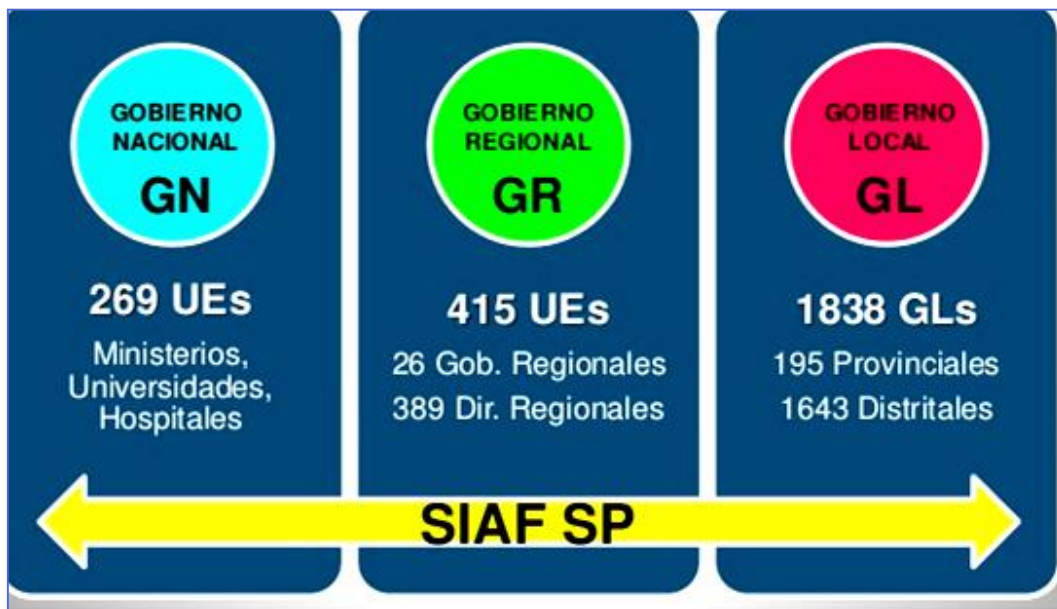 GOBIERNO
NACIONAL
GN
269 UEs
Ministerios,
Universidades,
Hospitales
GOBIERNO
REGIONAL
GR
415 UEs
26 Gob. Regionales
389 Dir. Regionales
GOBIERNO
LOCAL
GL
1838 GLs
195 Provinciales
1643 Distritales
SIAF SP